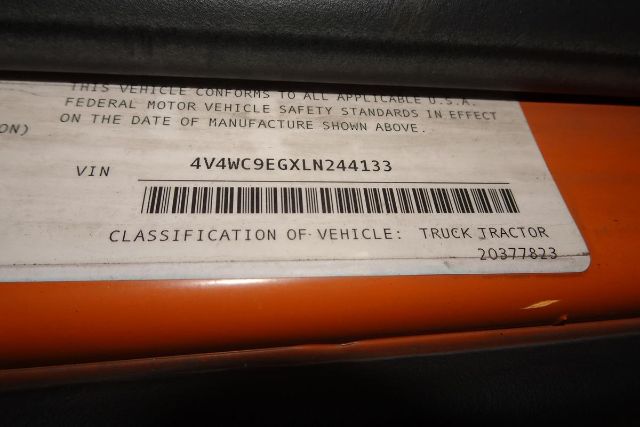 THIS VEHICLE CONFORMS TO ALL APPLICABLE U.S.A.
FEDERAL MOTOR VEHICLE SAFETY STANDARDS IN EFFECT
ON THE DATE OF MANUFACTURE SHOWN ABOVE.
ON)
VIN 4V4WC9EGXLN244133
CLASSIFICATION OF VEHICLE: TRUCK TRACTOR
20377823